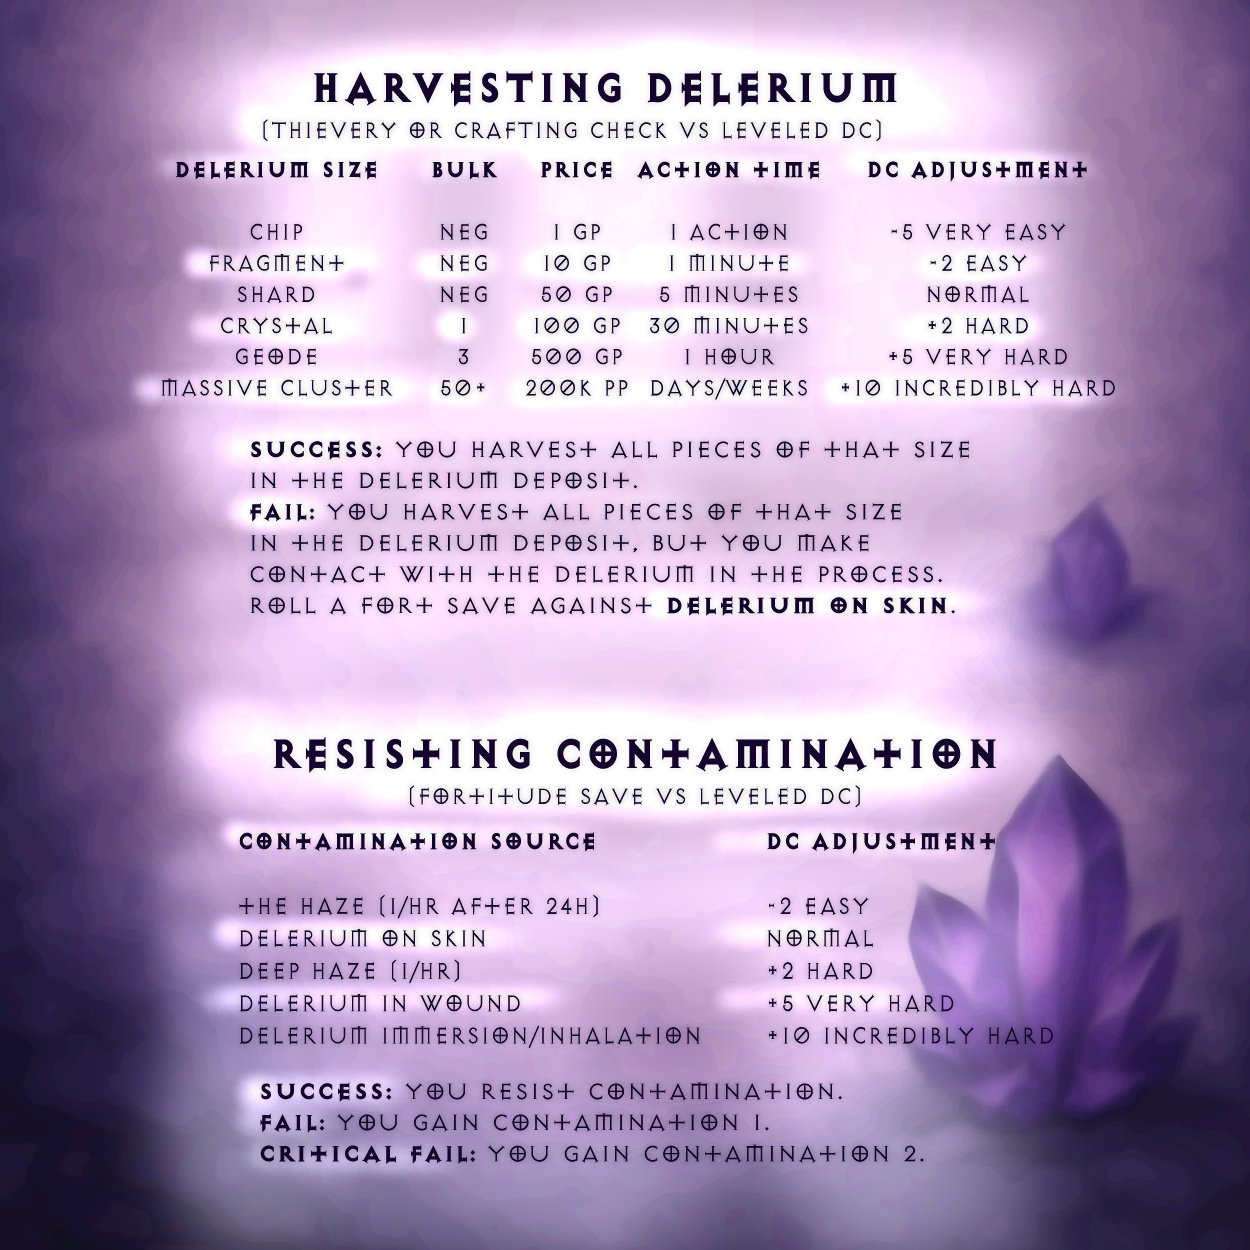 HARVESTING DELERIUM
(THIEVERY OR CRAFTING CHECK VS LEVELED DC)
DELERIUM SIZE BULK PRICE ACTION TIME DC ADJUSTMENT
CHIP NEG 1 GP 1 ACTION -5 VERY EASY
FRAGMENT NEG 10 GP 1 MINUTE -2 EASY
SHARD NEG 50 GP 5 MINUTES NORMAL
CRYSTAL 1 100 GP 30 MINUTES +2 HARD
GEODE 3 500 GP 1 HOUR +5 VERY HARD
MASSIVE CLUSTER 50+ 200K PP DAYS/WEEKS +10 INCREDIBLY HARD
SUCCESS: YOU HARVEST ALL PIECES OF THAT SIZE
IN THE DELERIUM DEPOSIT.
FAIL: YOU HARVEST ALL PIECES OF THAT SIZE
IN THE DELERIUM DEPOSIT, BUT YOU MAKE
CONTACT WITH THE DELERIUM IN THE PROCESS.
ROLL A FORT SAVE AGAINST DELERIUM ON SKIN.
RESISTING CONTAMINATION
(FORTITUDE SAVE VS LEVELED DC)
CONTAMINATION SOURCE DC ADJUSTMENT
THE HAZE (1/HR AFTER 24H) -2 EASY
DELERIUM ON SKIN NORMAL
DEEP HAZE (1/HR) +2 HARD
DELERIUM IN WOUND +5 VERY HARD
DELERIUM IMMERSION/INHALATION +10 INCREDIBLY HARD
SUCCESS: YOU RESIST CONTAMINATION.
FAIL: YOU GAIN CONTAMINATION 1.
CRITICAL FAIL: YOU GAIN CONTAMINATION 2.